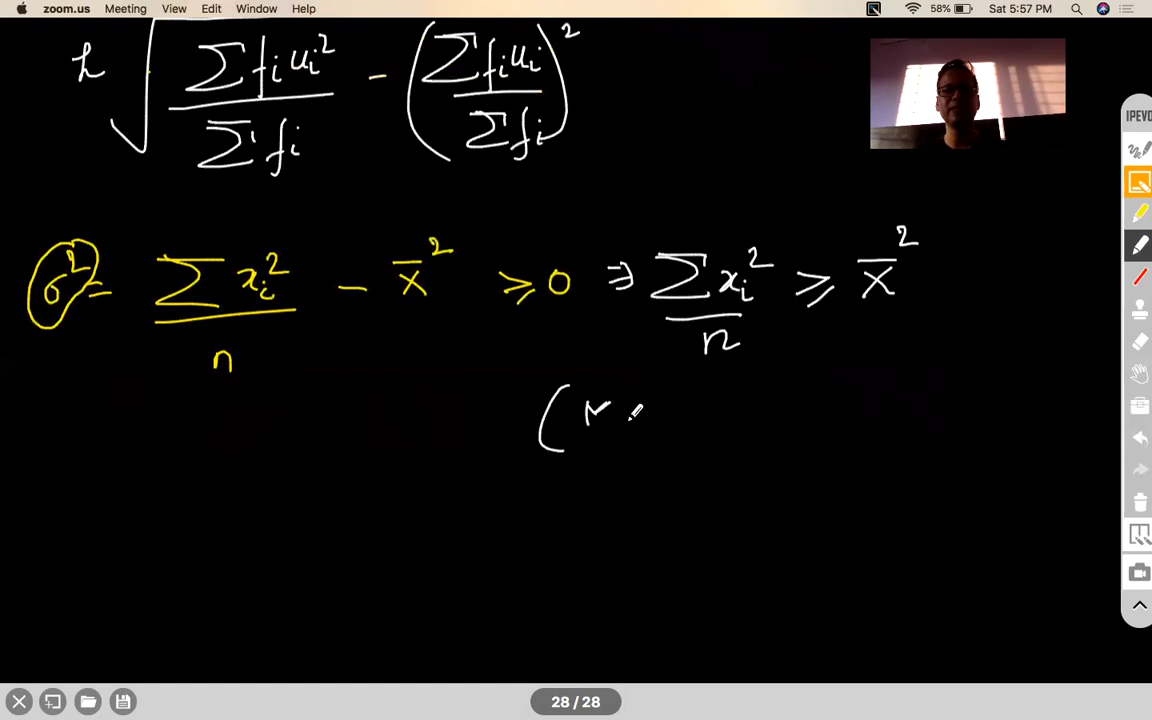 zoom.us Meeting View Edit Window Help 58% Sat 5:57 PM
h √ Σfᵢuᵢ² / Σfᵢ − (Σfᵢuᵢ / Σfᵢ)²
IPEVO
σ² = Σxᵢ² / n − x̄² ⩾ 0 ⇒ Σxᵢ² / n ⩾ x̄²
(
28 / 28